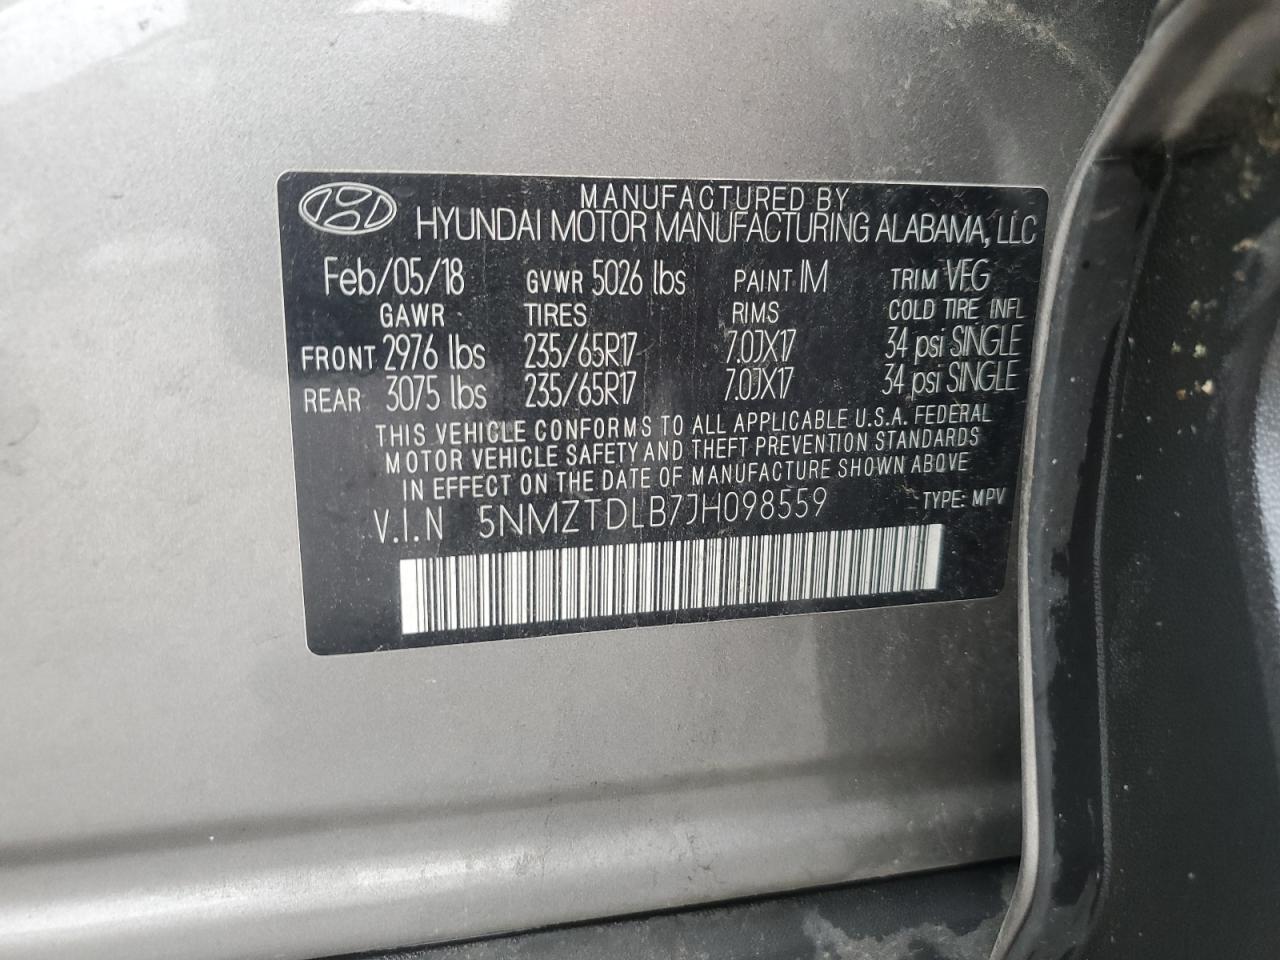 MANUFACTURED BY
HYUNDAI MOTOR MANUFACTURING ALABAMA, LLC
Feb/05/18 GVWR 5026 lbs PAINT IM TRIM VFG
GAWR TIRES RIMS COLD TIRE INFL
FRONT 2976 lbs 235/65R17 7.0JX17 34 psi SINGLE
REAR 3075 lbs 235/65R17 7.0JX17 34 psi SINGLE
THIS VEHICLE CONFORMS TO ALL APPLICABLE U.S.A. FEDERAL
MOTOR VEHICLE SAFETY AND THEFT PREVENTION STANDARDS
IN EFFECT ON THE DATE OF MANUFACTURE SHOWN ABOVE
V.I.N 5NMZTDLB7JH098559 TYPE: MPV